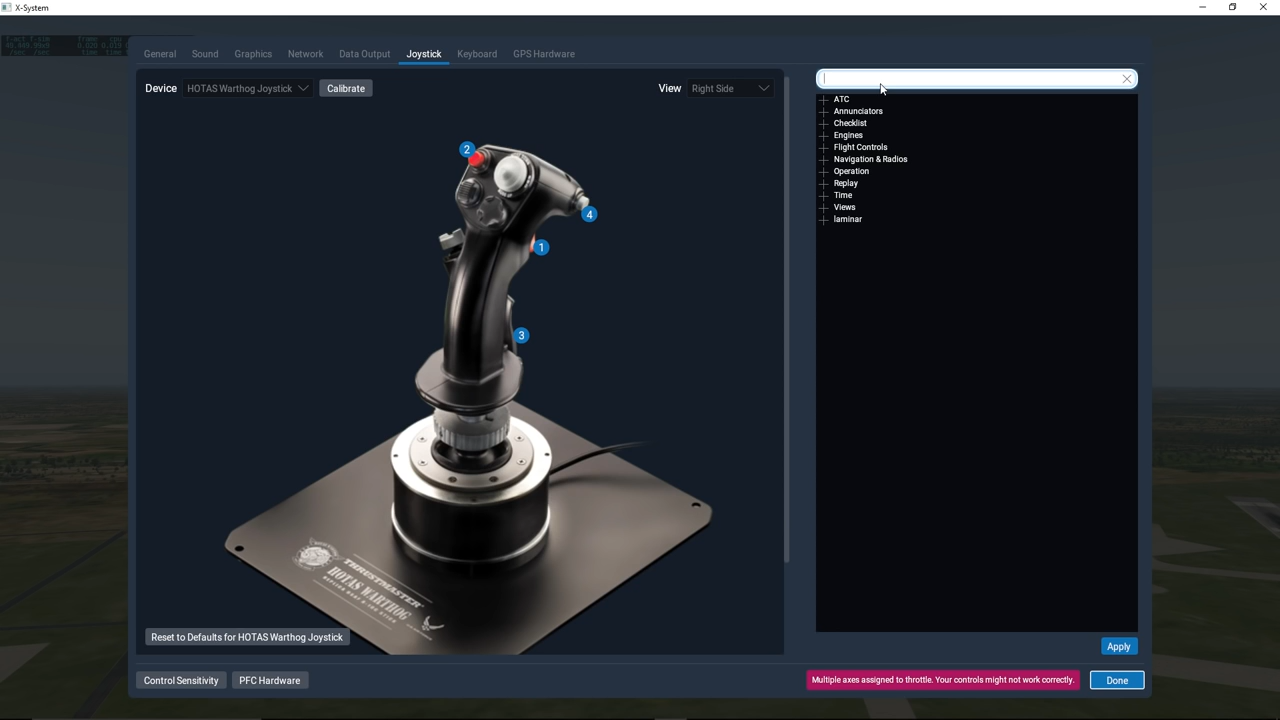 X-System
General Sound Graphics Network Data Output Joystick Keyboard GPS Hardware
Device HOTAS Warthog Joystick Calibrate View Right Side
2
4
1
3
ATC
Annunciators
Checklist
Engines
Flight Controls
Navigation & Radios
Operation
Replay
Time
Views
laminar
THRUSTMASTER
HOTAS WARTHOG
Reset to Defaults for HOTAS Warthog Joystick
Apply
Control Sensitivity PFC Hardware Multiple axes assigned to throttle. Your controls might not work correctly. Done